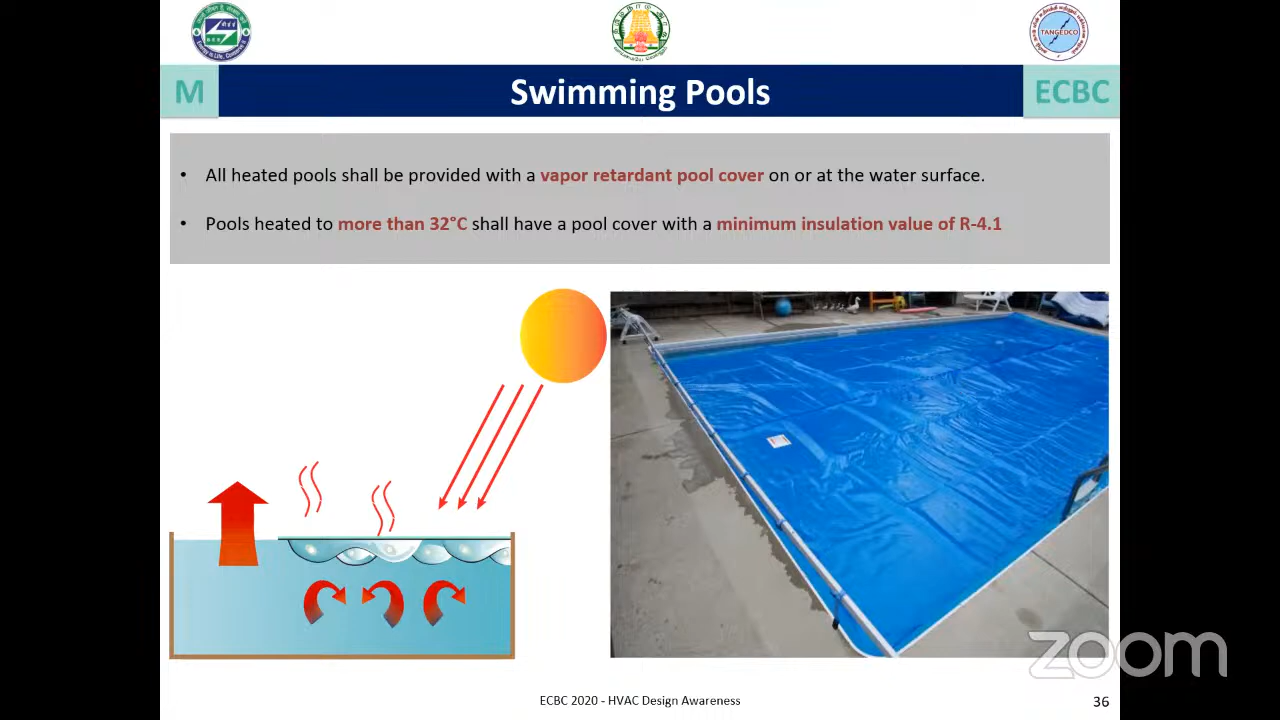 TANGEDCO
M
Swimming Pools
ECBC
• All heated pools shall be provided with a vapor retardant pool cover on or at the water surface.
• Pools heated to more than 32°C shall have a pool cover with a minimum insulation value of R-4.1
zoom
ECBC 2020 - HVAC Design Awareness
36